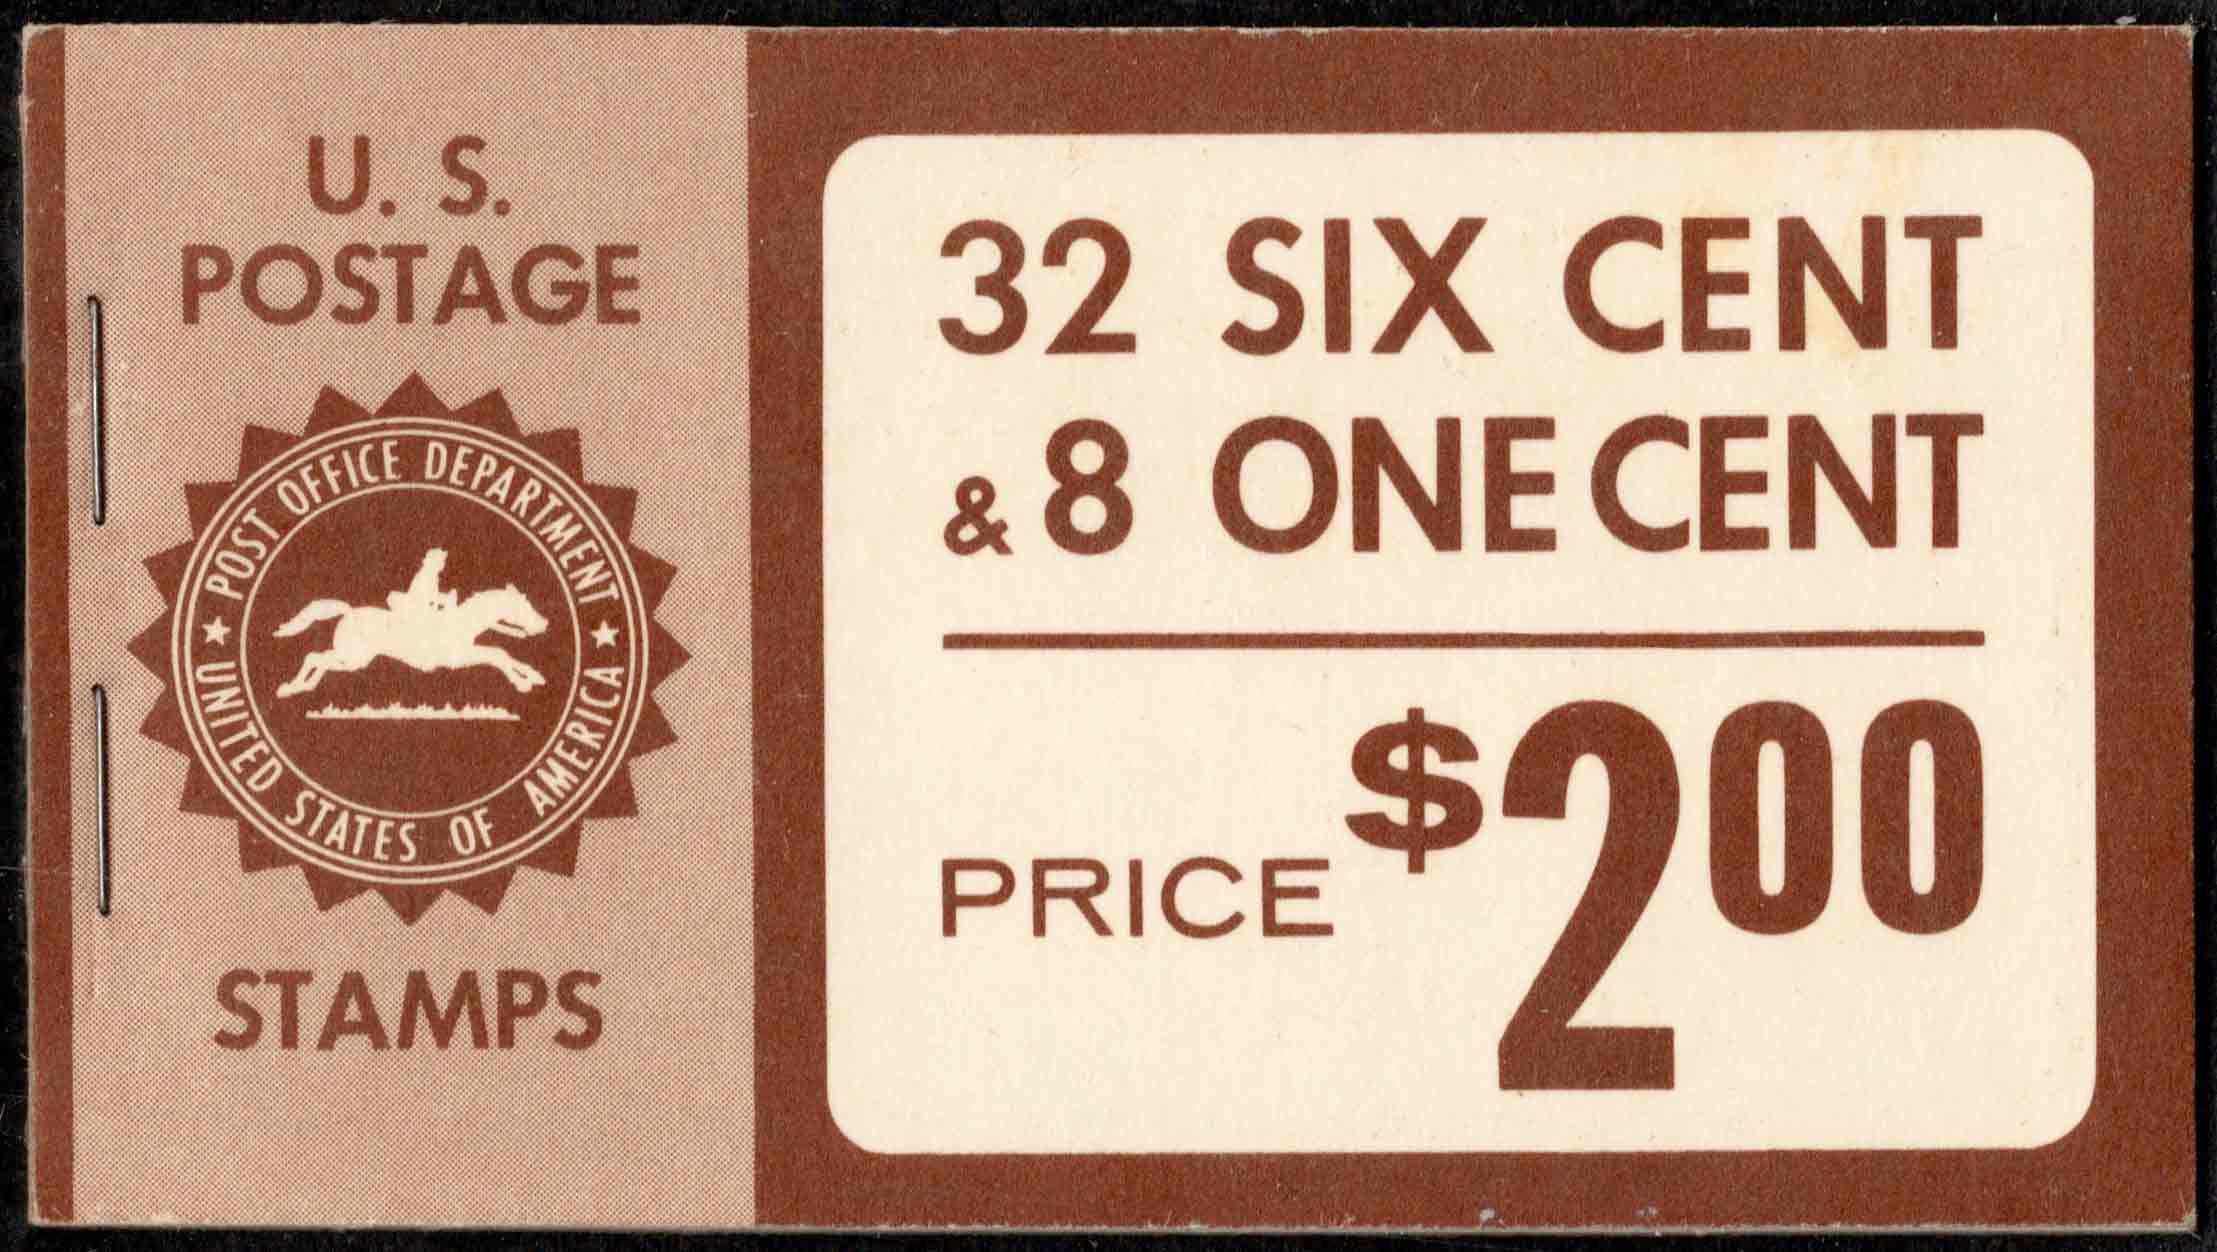 U. S.
POSTAGE
POST OFFICE DEPARTMENT
★ UNITED STATES OF AMERICA ★
STAMPS
32 SIX CENT
& 8 ONE CENT
PRICE $2.00